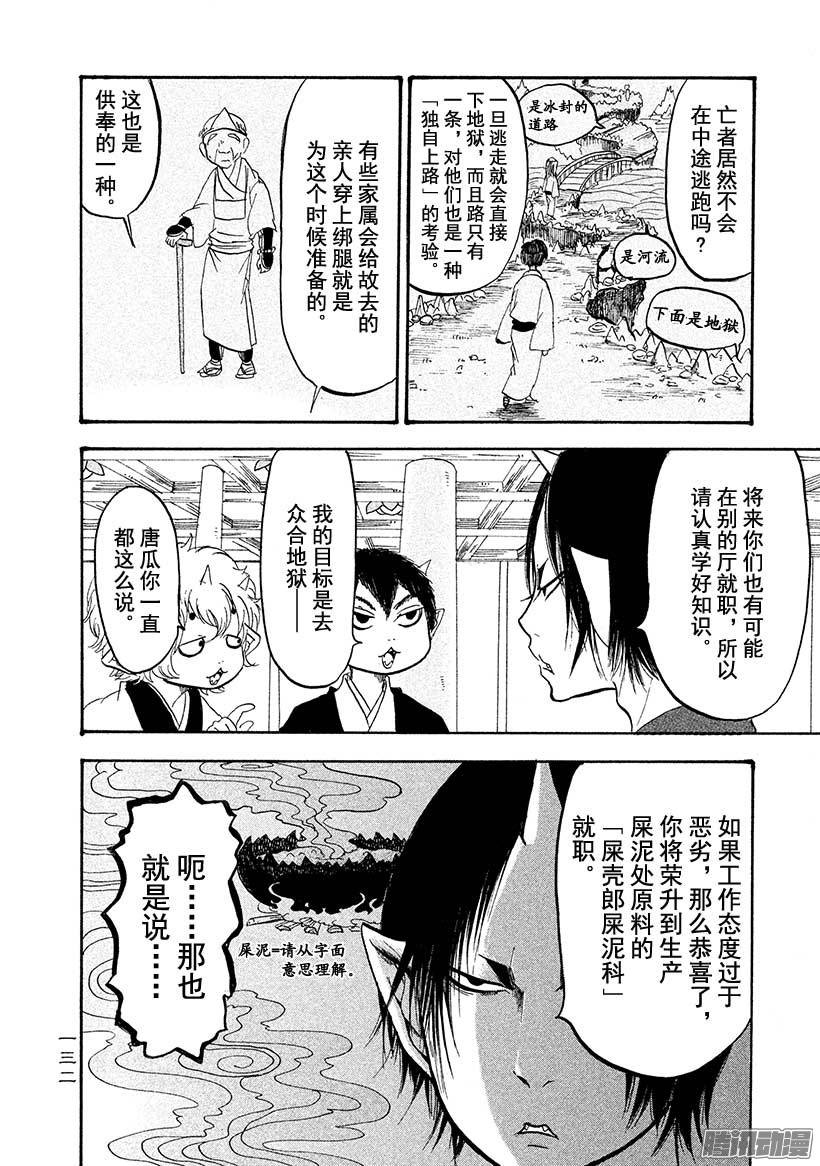 亡者居然不会
在中途逃跑吗？
是冰封的
道路
是河流
下面是地狱
一旦逃走就会直接
下地狱，而且路只有
一条，对他们也是一种
「独自上路」的考验。
有些家属会给故去的
亲人穿上绑腿就是
为这个时候准备的。
这也是
供奉的一种。
将来你们也有可能
在别的厅就职，所以
请认真学好知识。
我的目标是去
众合地狱——
唐瓜你一直
都这么说。
如果工作态度过于
恶劣，那么恭喜了，
你将荣升到生产
屎泥处原料的
「屎壳郎屎泥科」
就职。
屎泥=请从字面
意思理解。
呃……那也
就是说……
一三二
腾讯动漫